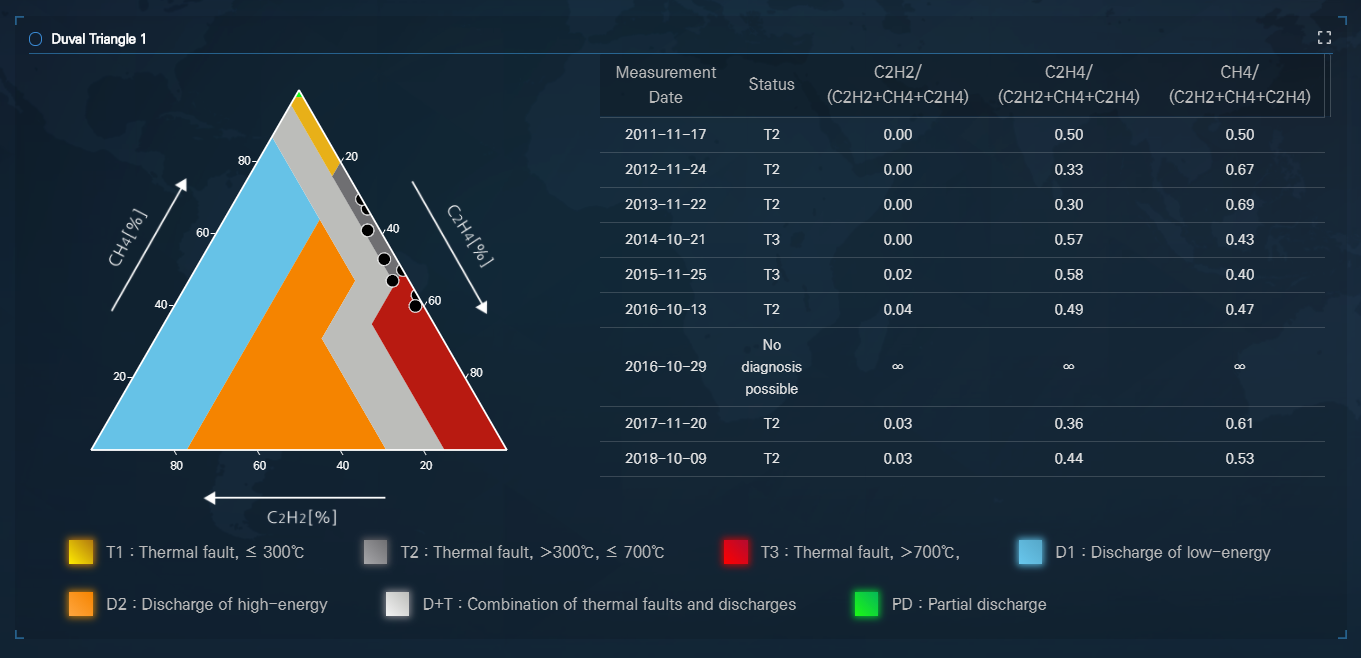 Duval Triangle 1
Measurement Date Status C2H2/(C2H2+CH4+C2H4) C2H4/(C2H2+CH4+C2H4) CH4/(C2H2+CH4+C2H4)
2011-11-17 T2 0.00 0.50 0.50
2012-11-24 T2 0.00 0.33 0.67
2013-11-22 T2 0.00 0.30 0.69
2014-10-21 T3 0.00 0.57 0.43
2015-11-25 T3 0.02 0.58 0.40
2016-10-13 T2 0.04 0.49 0.47
2016-10-29 No diagnosis possible ∞ ∞ ∞
2017-11-20 T2 0.03 0.36 0.61
2018-10-09 T2 0.03 0.44 0.53
CH4[%]
80
60
40
20
C2H4[%]
20
40
60
80
80 60 40 20
C2H2[%]
T1 : Thermal fault, ≤ 300℃ T2 : Thermal fault, >300℃, ≤ 700℃ T3 : Thermal fault, >700℃, D1 : Discharge of low-energy
D2 : Discharge of high-energy D+T : Combination of thermal faults and discharges PD : Partial discharge